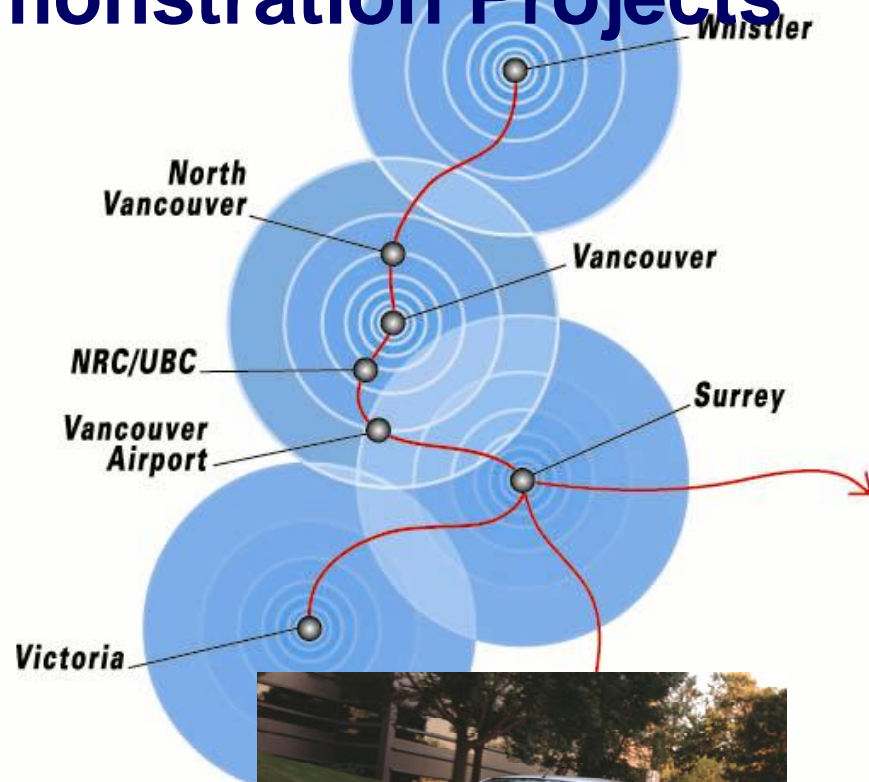 nonstration Projects
Whistler
North
Vancouver
Vancouver
NRC/UBC
Surrey
Vancouver
Airport
Victoria